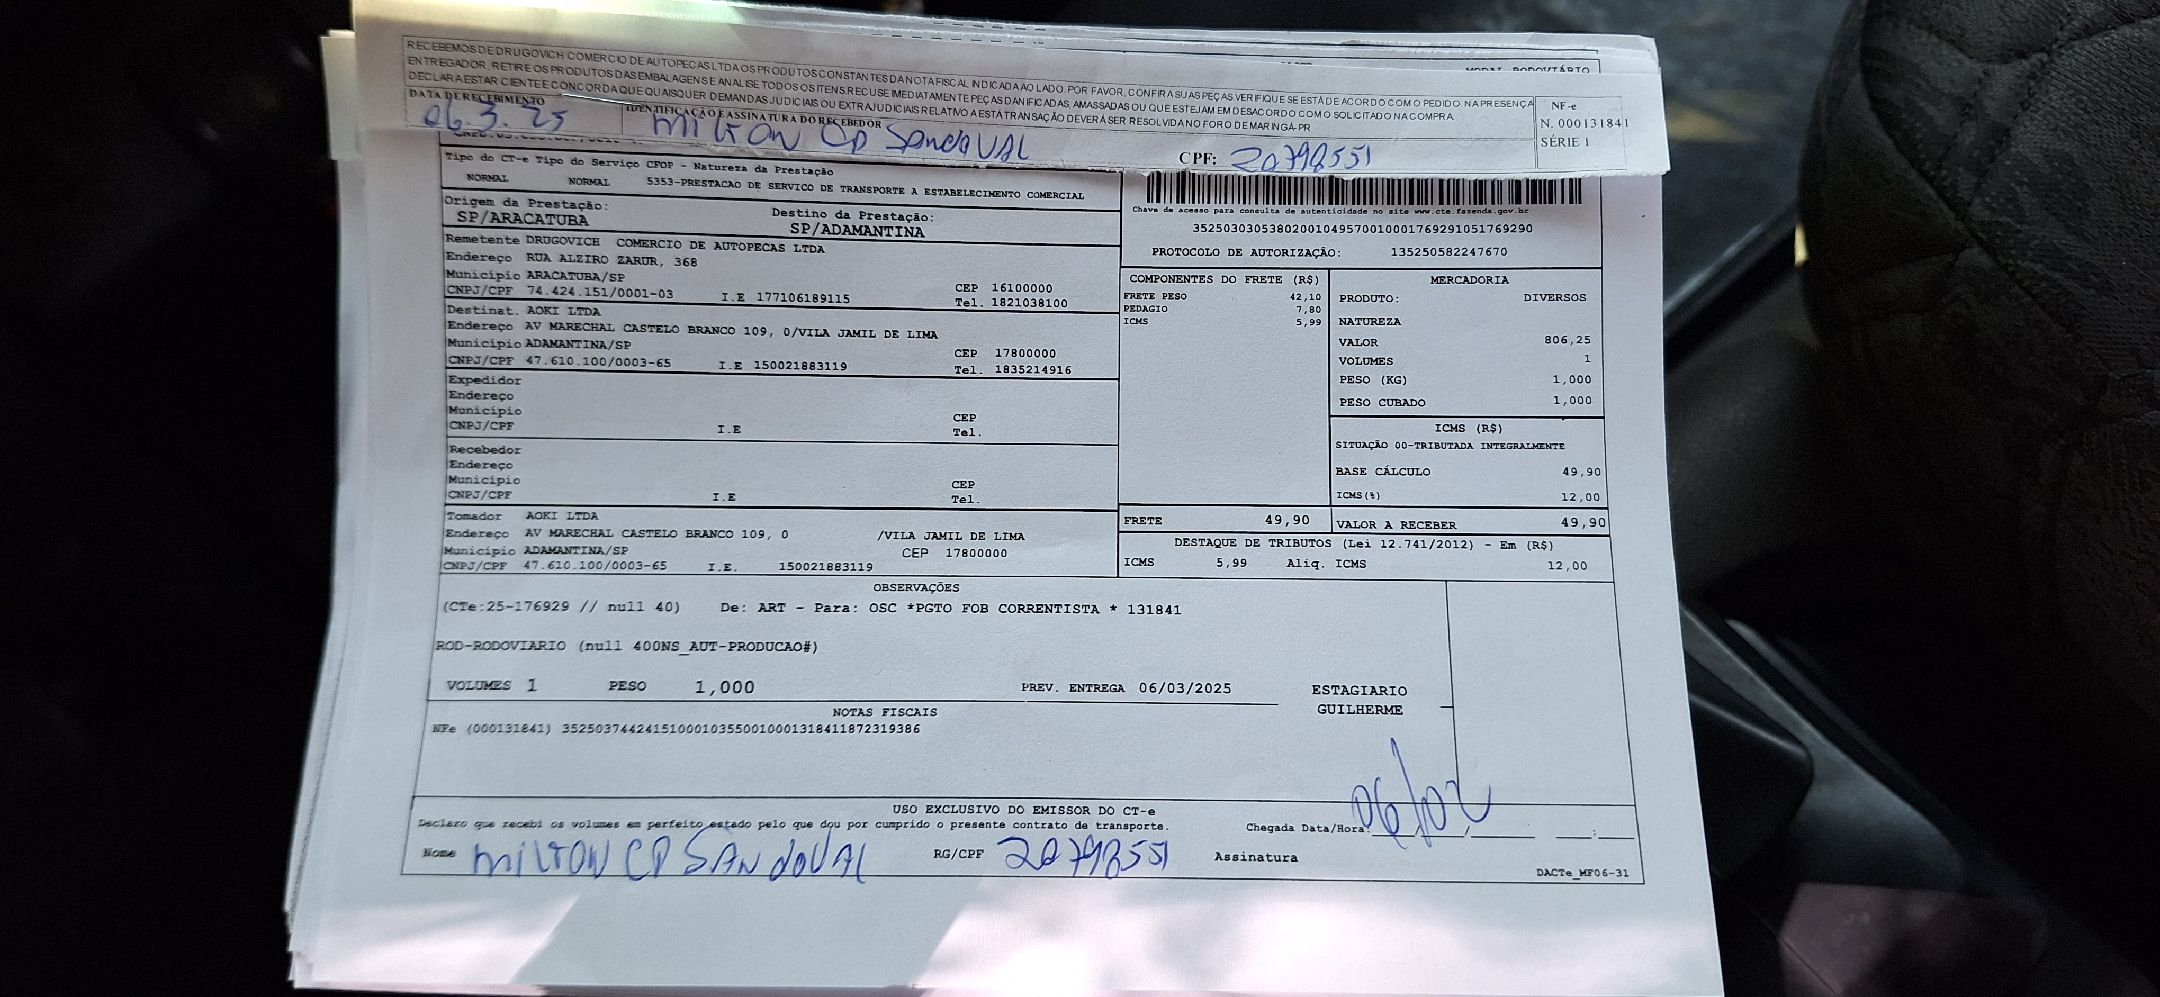 MODAL RODOVIÁRIO
RECEBEMOS DE DRUGOVICH COMERCIO DE AUTOPECAS LTDA OS PRODUTOS CONSTANTES DA NOTA FISCAL INDICADA AO LADO. POR FAVOR, CONFIRA SUAS PEÇAS. VERIFIQUE SE ESTÁ DE ACORDO COM O PEDIDO. NA PRESENÇA
ENTREGADOR, RETIRE OS PRODUTOS DAS EMBALAGENS E ANALISE TODOS OS ITENS. RECUSE IMEDIATAMENTE PEÇAS DANIFICADAS, AMASSADAS OU QUE ESTEJAM EM DESACORDO COM O SOLICITADO NA COMPRA
DECLARA ESTAR CIENTE E CONCORDA QUE QUAISQUER DEMANDAS JUDICIAIS OU EXTRAJUDICIAIS RELATIVO A ESTA TRANSAÇÃO DEVERÁ SER RESOLVIDA NO FORO DE MARINGÁ-PR
DATA DE RECEBIMENTO IDENTIFICAÇÃO E ASSINATURA DO RECEBEDOR
06.3.25 MILTON CP SANDOVAL CPF: 20798551
NF-e
N. 000131841
SÉRIE 1
Tipo do CT-e Tipo do Serviço CFOP - Natureza da Prestação
NORMAL NORMAL 5353-PRESTACAO DE SERVICO DE TRANSPORTE A ESTABELECIMENTO COMERCIAL
Origem da Prestação: Destino da Prestação:
SP/ARACATUBA SP/ADAMANTINA
Remetente DRUGOVICH COMERCIO DE AUTOPECAS LTDA
Endereço RUA ALZIRO ZARUR, 368
Município ARACATUBA/SP CEP 16100000
CNPJ/CPF 74.424.151/0001-03 I.E 177106189115 Tel. 1821038100
Destinat. AOKI LTDA
Endereço AV MARECHAL CASTELO BRANCO 109, 0/VILA JAMIL DE LIMA
Município ADAMANTINA/SP CEP 17800000
CNPJ/CPF 47.610.100/0003-65 I.E 150021883119 Tel. 1835214916
Expedidor
Endereço
Município CEP
CNPJ/CPF I.E Tel.
Recebedor
Endereço
Município CEP
CNPJ/CPF I.E Tel.
Tomador AOKI LTDA
Endereço AV MARECHAL CASTELO BRANCO 109, 0 /VILA JAMIL DE LIMA
Município ADAMANTINA/SP CEP 17800000
CNPJ/CPF 47.610.100/0003-65 I.E. 150021883119
Chave de acesso para consulta de autenticidade no site www.cte.fazenda.gov.br
35250303053802001049570010001769291051769290
PROTOCOLO DE AUTORIZAÇÃO: 135250582247670
COMPONENTES DO FRETE (R$)
FRETE PESO 42,10
PEDAGIO 7,80
ICMS 5,99
MERCADORIA
PRODUTO: DIVERSOS
NATUREZA
VALOR 806,25
VOLUMES 1
PESO (KG) 1,000
PESO CUBADO 1,000
ICMS (R$)
SITUAÇÃO 00-TRIBUTADA INTEGRALMENTE
BASE CÁLCULO 49,90
ICMS(%) 12,00
FRETE 49,90 VALOR A RECEBER 49,90
DESTAQUE DE TRIBUTOS (Lei 12.741/2012) - Em (R$)
ICMS 5,99 Aliq. ICMS 12,00
OBSERVAÇÕES
(CTe:25-176929 // null 40) De: ART - Para: OSC *PGTO FOB CORRENTISTA * 131841
ROD-RODOVIARIO (null 400NS_AUT-PRODUCAO#)
VOLUMES 1 PESO 1,000 PREV. ENTREGA 06/03/2025
ESTAGIARIO
GUILHERME
NOTAS FISCAIS
NFe (000131841) 35250374424151000103550010001318411872319386
USO EXCLUSIVO DO EMISSOR DO CT-e
Declaro que recebi os volumes em perfeito estado pelo que dou por cumprido o presente contrato de transporte. Chegada Data/Hora: 06/02
Nome MILTON CP SANDOVAL RG/CPF 20798551 Assinatura
DACTe_MF06-31